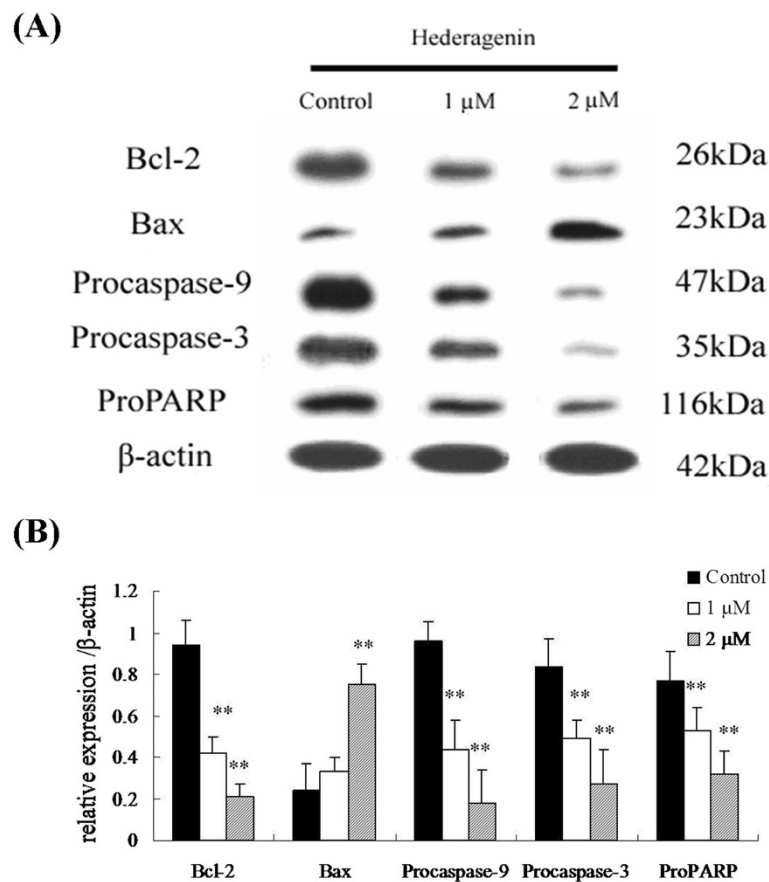 (A)
Hederagenin
Control 1 μM 2 μM
Bcl-2 26kDa
Bax 23kDa
Procaspase-9 47kDa
Procaspase-3 35kDa
ProPARP 116kDa
β-actin 42kDa
(B)
relative expression /β-actin
1.2
1
0.8
0.6
0.4
0.2
0
Control
1 μM
2 μM
** ** ** ** ** ** ** ** **
Bcl-2 Bax Procaspase-9 Procaspase-3 ProPARP